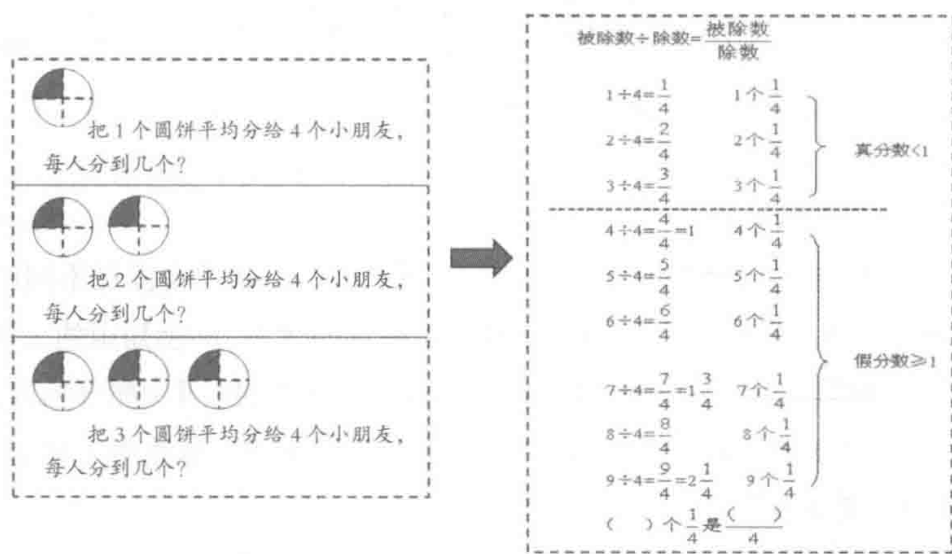 把1个圆饼平均分给4个小朋友，
每人分到几个？
把2个圆饼平均分给4个小朋友，
每人分到几个？
把3个圆饼平均分给4个小朋友，
每人分到几个？
被除数÷除数=被除数/除数
1÷4=1/4 1个1/4
2÷4=2/4 2个1/4
3÷4=3/4 3个1/4
真分数<1
4÷4=4/4=1 4个1/4
5÷4=5/4 5个1/4
6÷4=6/4 6个1/4
7÷4=7/4=1 3/4 7个1/4
8÷4=8/4 8个1/4
9÷4=9/4=2 1/4 9个1/4
假分数≥1
（ ）个1/4是（ ）/4